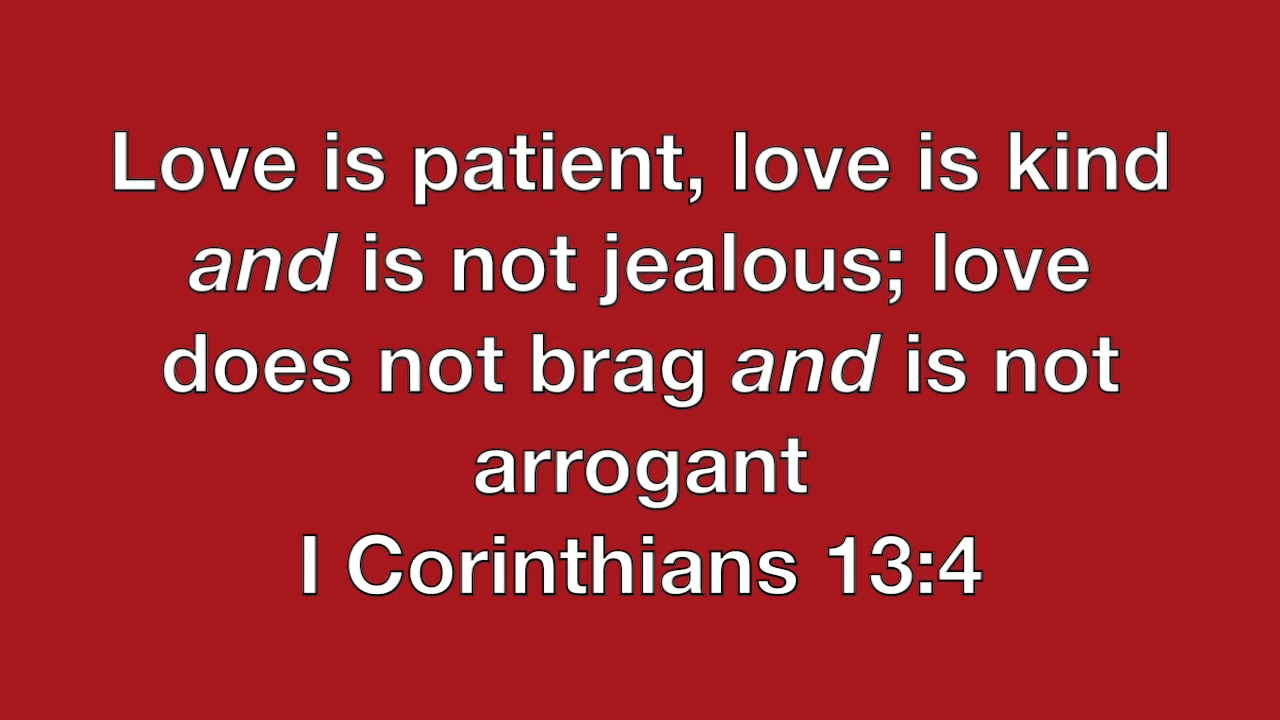 Love is patient, love is kind
and is not jealous; love
does not brag and is not
arrogant
I Corinthians 13:4